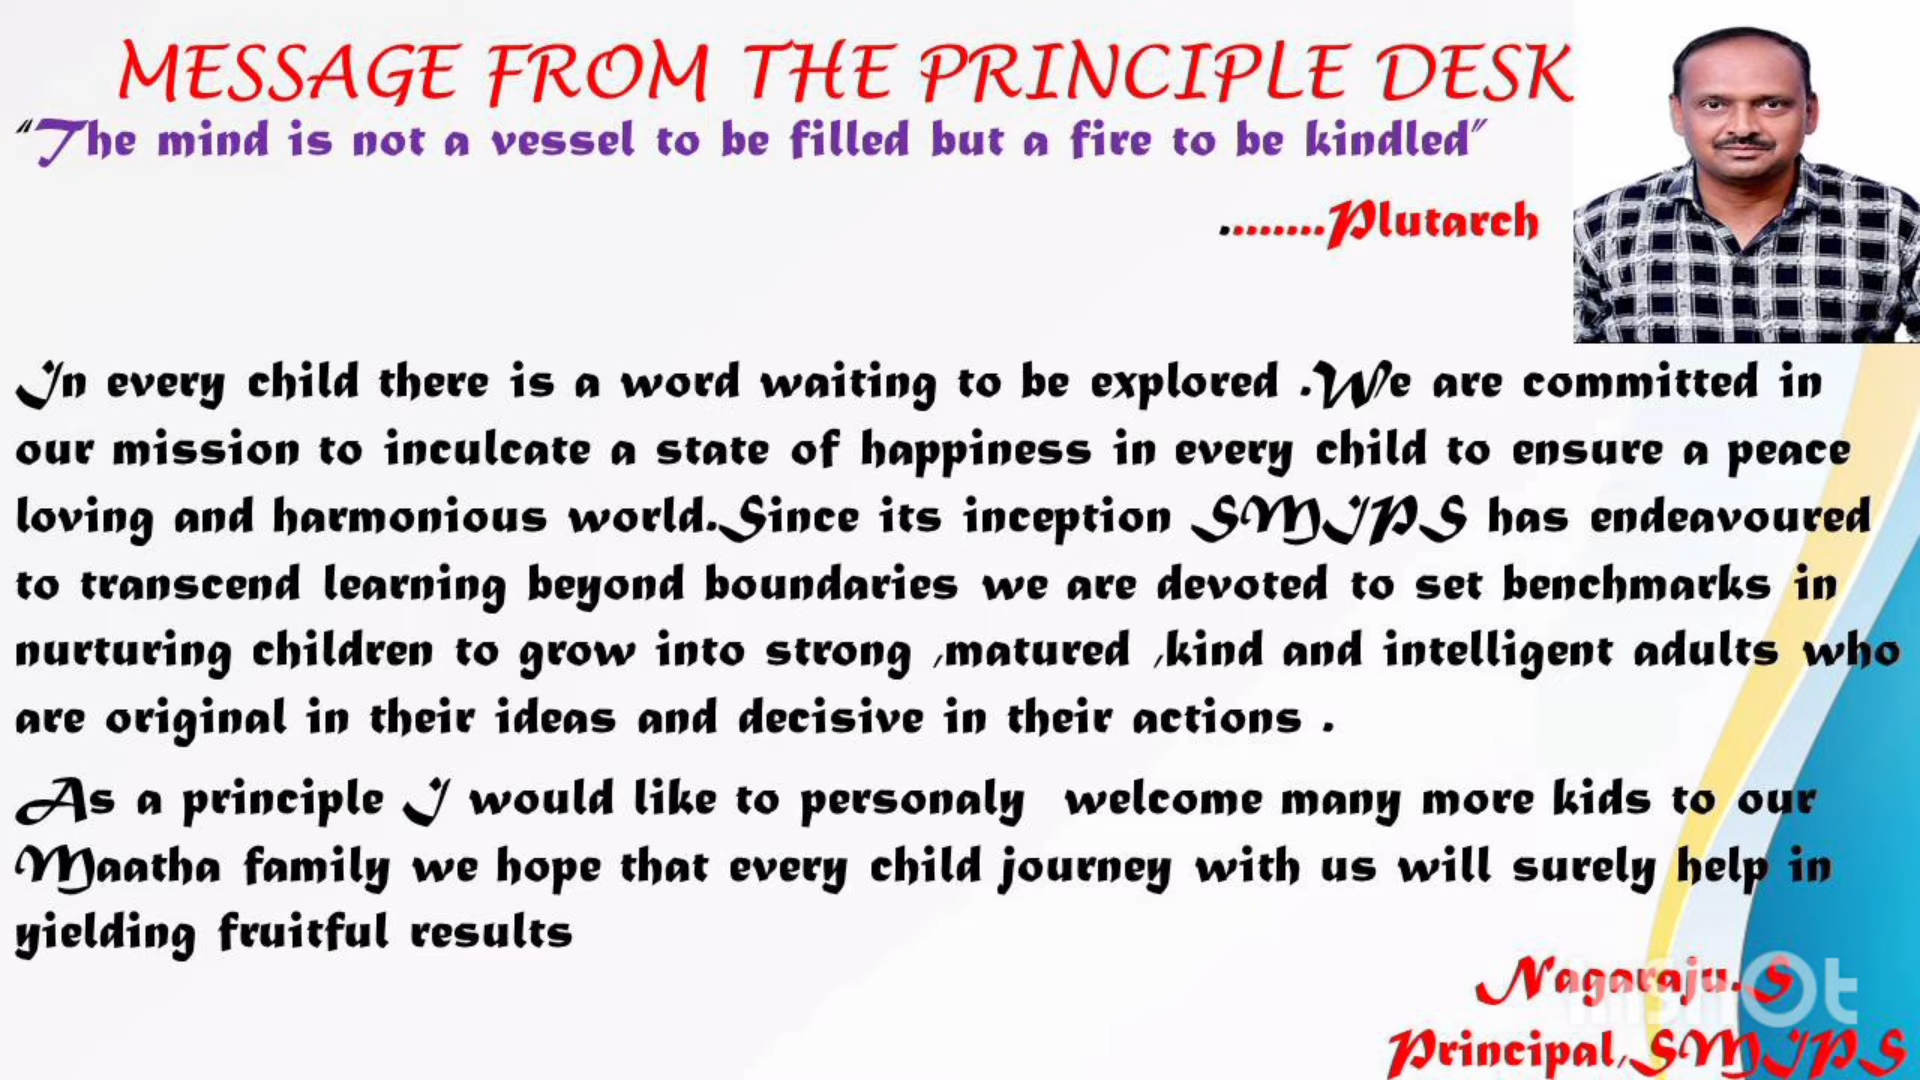 MESSAGE FROM THE PRINCIPLE DESK
"The mind is not a vessel to be filled but a fire to be kindled"
........Plutarch
In every child there is a word waiting to be explored .We are committed in
our mission to inculcate a state of happiness in every child to ensure a peace
loving and harmonious world.Since its inception SMIPS has endeavoured
to transcend learning beyond boundaries we are devoted to set benchmarks in
nurturing children to grow into strong ,matured ,kind and intelligent adults who
are original in their ideas and decisive in their actions .
As a principle I would like to personaly welcome many more kids to our
Maatha family we hope that every child journey with us will surely help in
yielding fruitful results
Nagaraju.S
InShOt
Principal,SMIPS